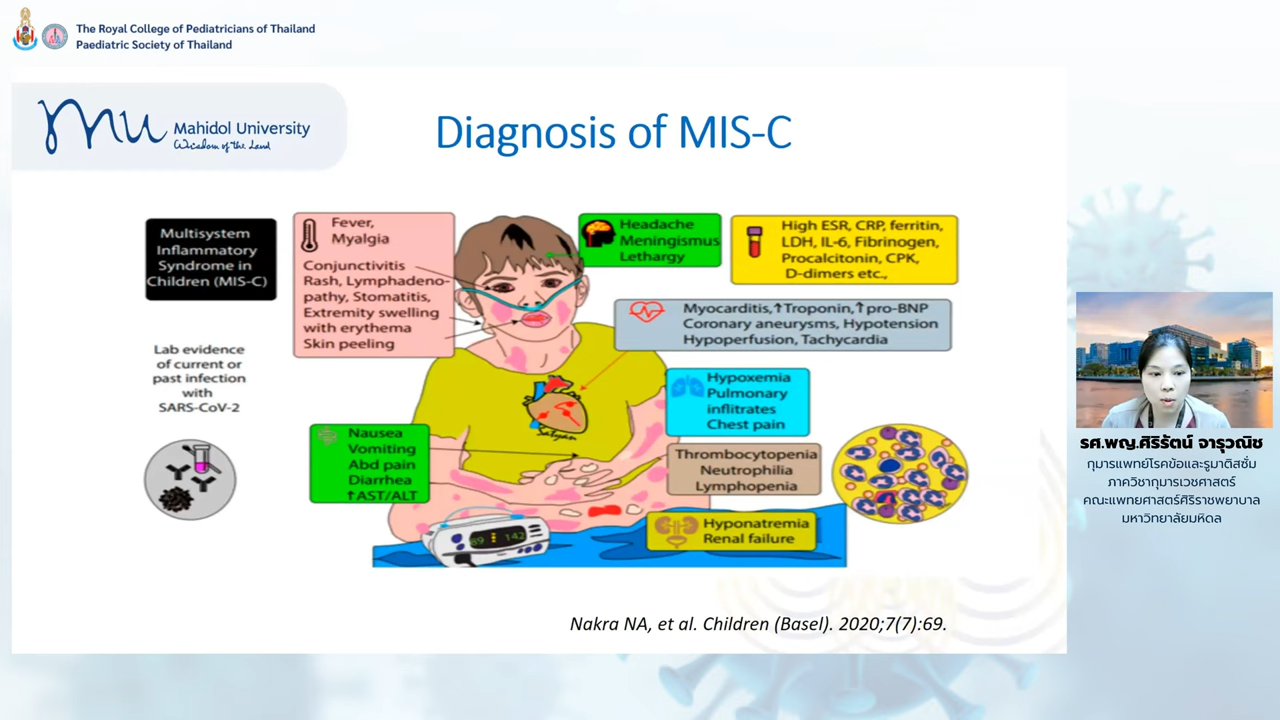 The Royal College of Pediatricians of Thailand
Paediatric Society of Thailand
mu
Mahidol University
Wisdom of the Land
Diagnosis of MIS-C
Multisystem
Inflammatory
Syndrome in
Children (MIS-C)
Lab evidence
of current or
past infection
with
SARS-CoV-2
Fever,
Myalgia
Conjunctivitis
Rash, Lymphadeno-
pathy, Stomatitis,
Extremity swelling
with erythema
Skin peeling
Headache
Meningismus
Lethargy
High ESR, CRP, ferritin,
LDH, IL-6, Fibrinogen,
Procalcitonin, CPK,
D-dimers etc.,
Myocarditis,↑Troponin,↑pro-BNP
Coronary aneurysms, Hypotension
Hypoperfusion, Tachycardia
Hypoxemia
Pulmonary
inflitrates
Chest pain
Satyan
Nausea
Vomiting
Abd pain
Diarrhea
↑AST/ALT
Thrombocytopenia
Neutrophilia
Lymphopenia
Hyponatremia
Renal failure
89 142
Nakra NA, et al. Children (Basel). 2020;7(7):69.
รศ.พญ.ศิริรัตน์ จารุวณิช
กุมารแพทย์โรคข้อและรูมาติสซั่ม
ภาควิชากุมารเวชศาสตร์
คณะแพทยศาสตร์ศิริราชพยาบาล
มหาวิทยาลัยมหิดล